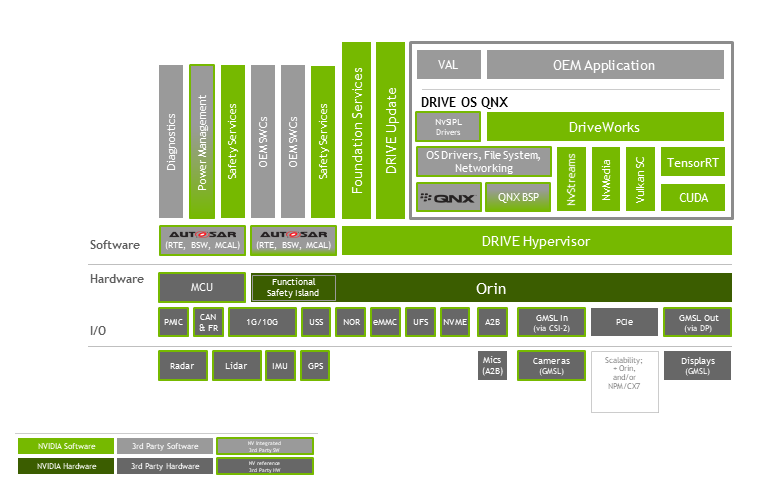 Diagnostics
Power Management
Safety Services
OEM SWCs
OEM SWCs
Safety Services
Foundation Services
DRIVE Update
VAL
OEM Application
DRIVE OS QNX
NvSIPL
Drivers
DriveWorks
OS Drivers, File System,
Networking
NvStreams
NvMedia
Vulkan SC
TensorRT
QNX
QNX BSP
CUDA
Software
AUTOSAR
(RTE, BSW, MCAL)
AUTOSAR
(RTE, BSW, MCAL)
DRIVE Hypervisor
Hardware
MCU
Functional
Safety Island
Orin
I/O
PMIC
CAN
& FR
1G/10G
USS
NOR
eMMC
UFS
NVME
A2B
GMSL In
(via CSI-2)
PCIe
GMSL Out
(via DP)
Radar
Lidar
IMU
GPS
Mics
(A2B)
Cameras
(GMSL)
Scalability;
+ Orin,
and/or
NPM/CX7
Displays
(GMSL)
NVIDIA Software
3rd Party Software
NV Integrated
3rd Party SW
NVIDIA Hardware
3rd Party Hardware
NV reference
3rd Party HW